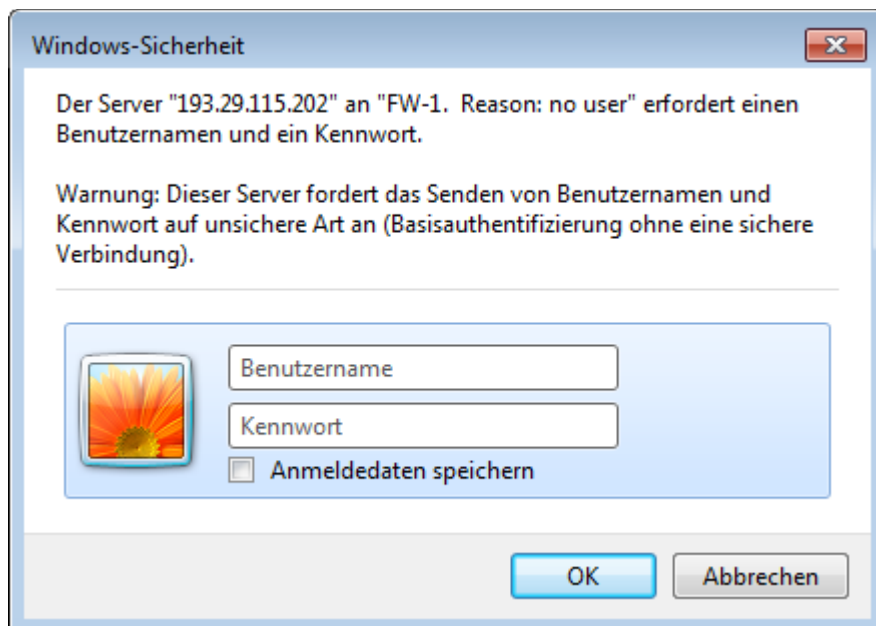 Windows-Sicherheit
Der Server "193.29.115.202" an "FW-1.  Reason: no user" erfordert einen
Benutzernamen und ein Kennwort.
Warnung: Dieser Server fordert das Senden von Benutzernamen und
Kennwort auf unsichere Art an (Basisauthentifizierung ohne eine sichere
Verbindung).
Benutzername
Kennwort
Anmeldedaten speichern
OK
Abbrechen